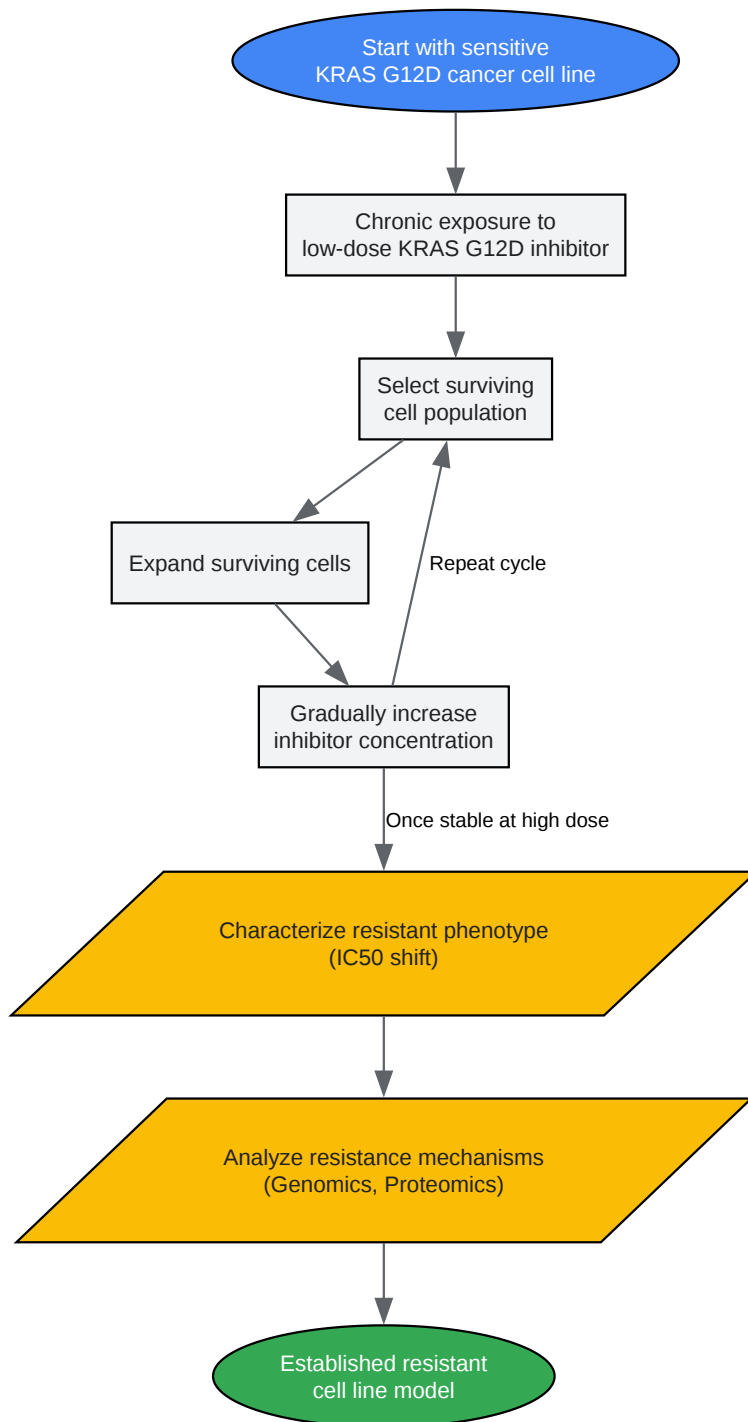 Start with sensitive
KRAS G12D cancer cell line
Chronic exposure to
low-dose KRAS G12D inhibitor
Select surviving
cell population
Expand surviving cells
Repeat cycle
Gradually increase
inhibitor concentration
Once stable at high dose
Characterize resistant phenotype
(IC50 shift)
Analyze resistance mechanisms
(Genomics, Proteomics)
Established resistant
cell line model